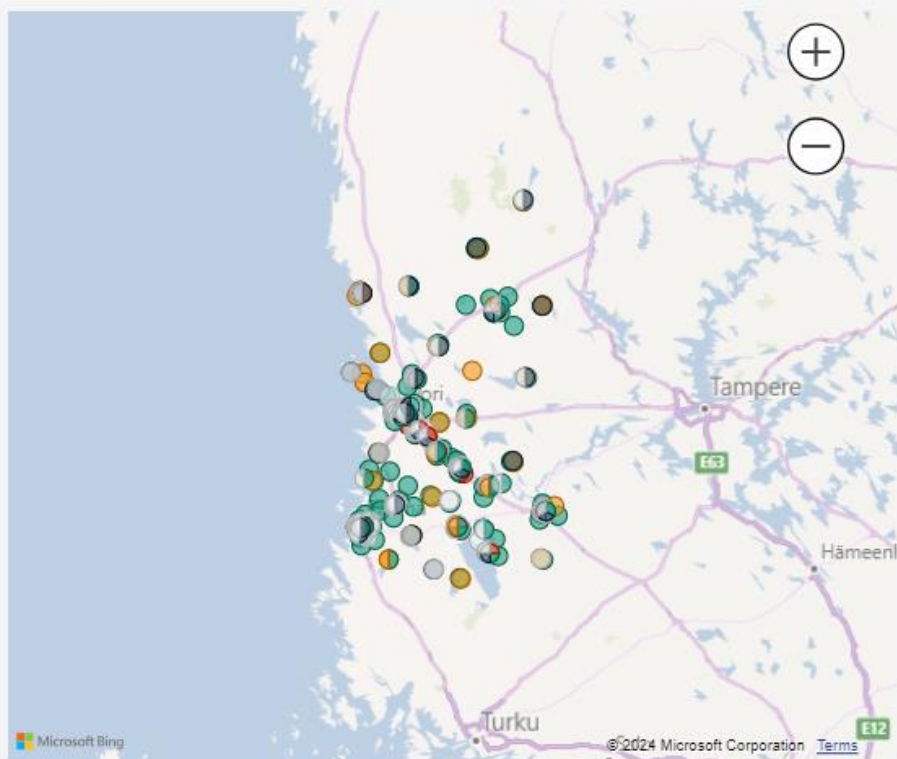 Tampere
E63
Hämeenl
Turku
E12
Microsoft Bing
© 2024 Microsoft Corporation Terms